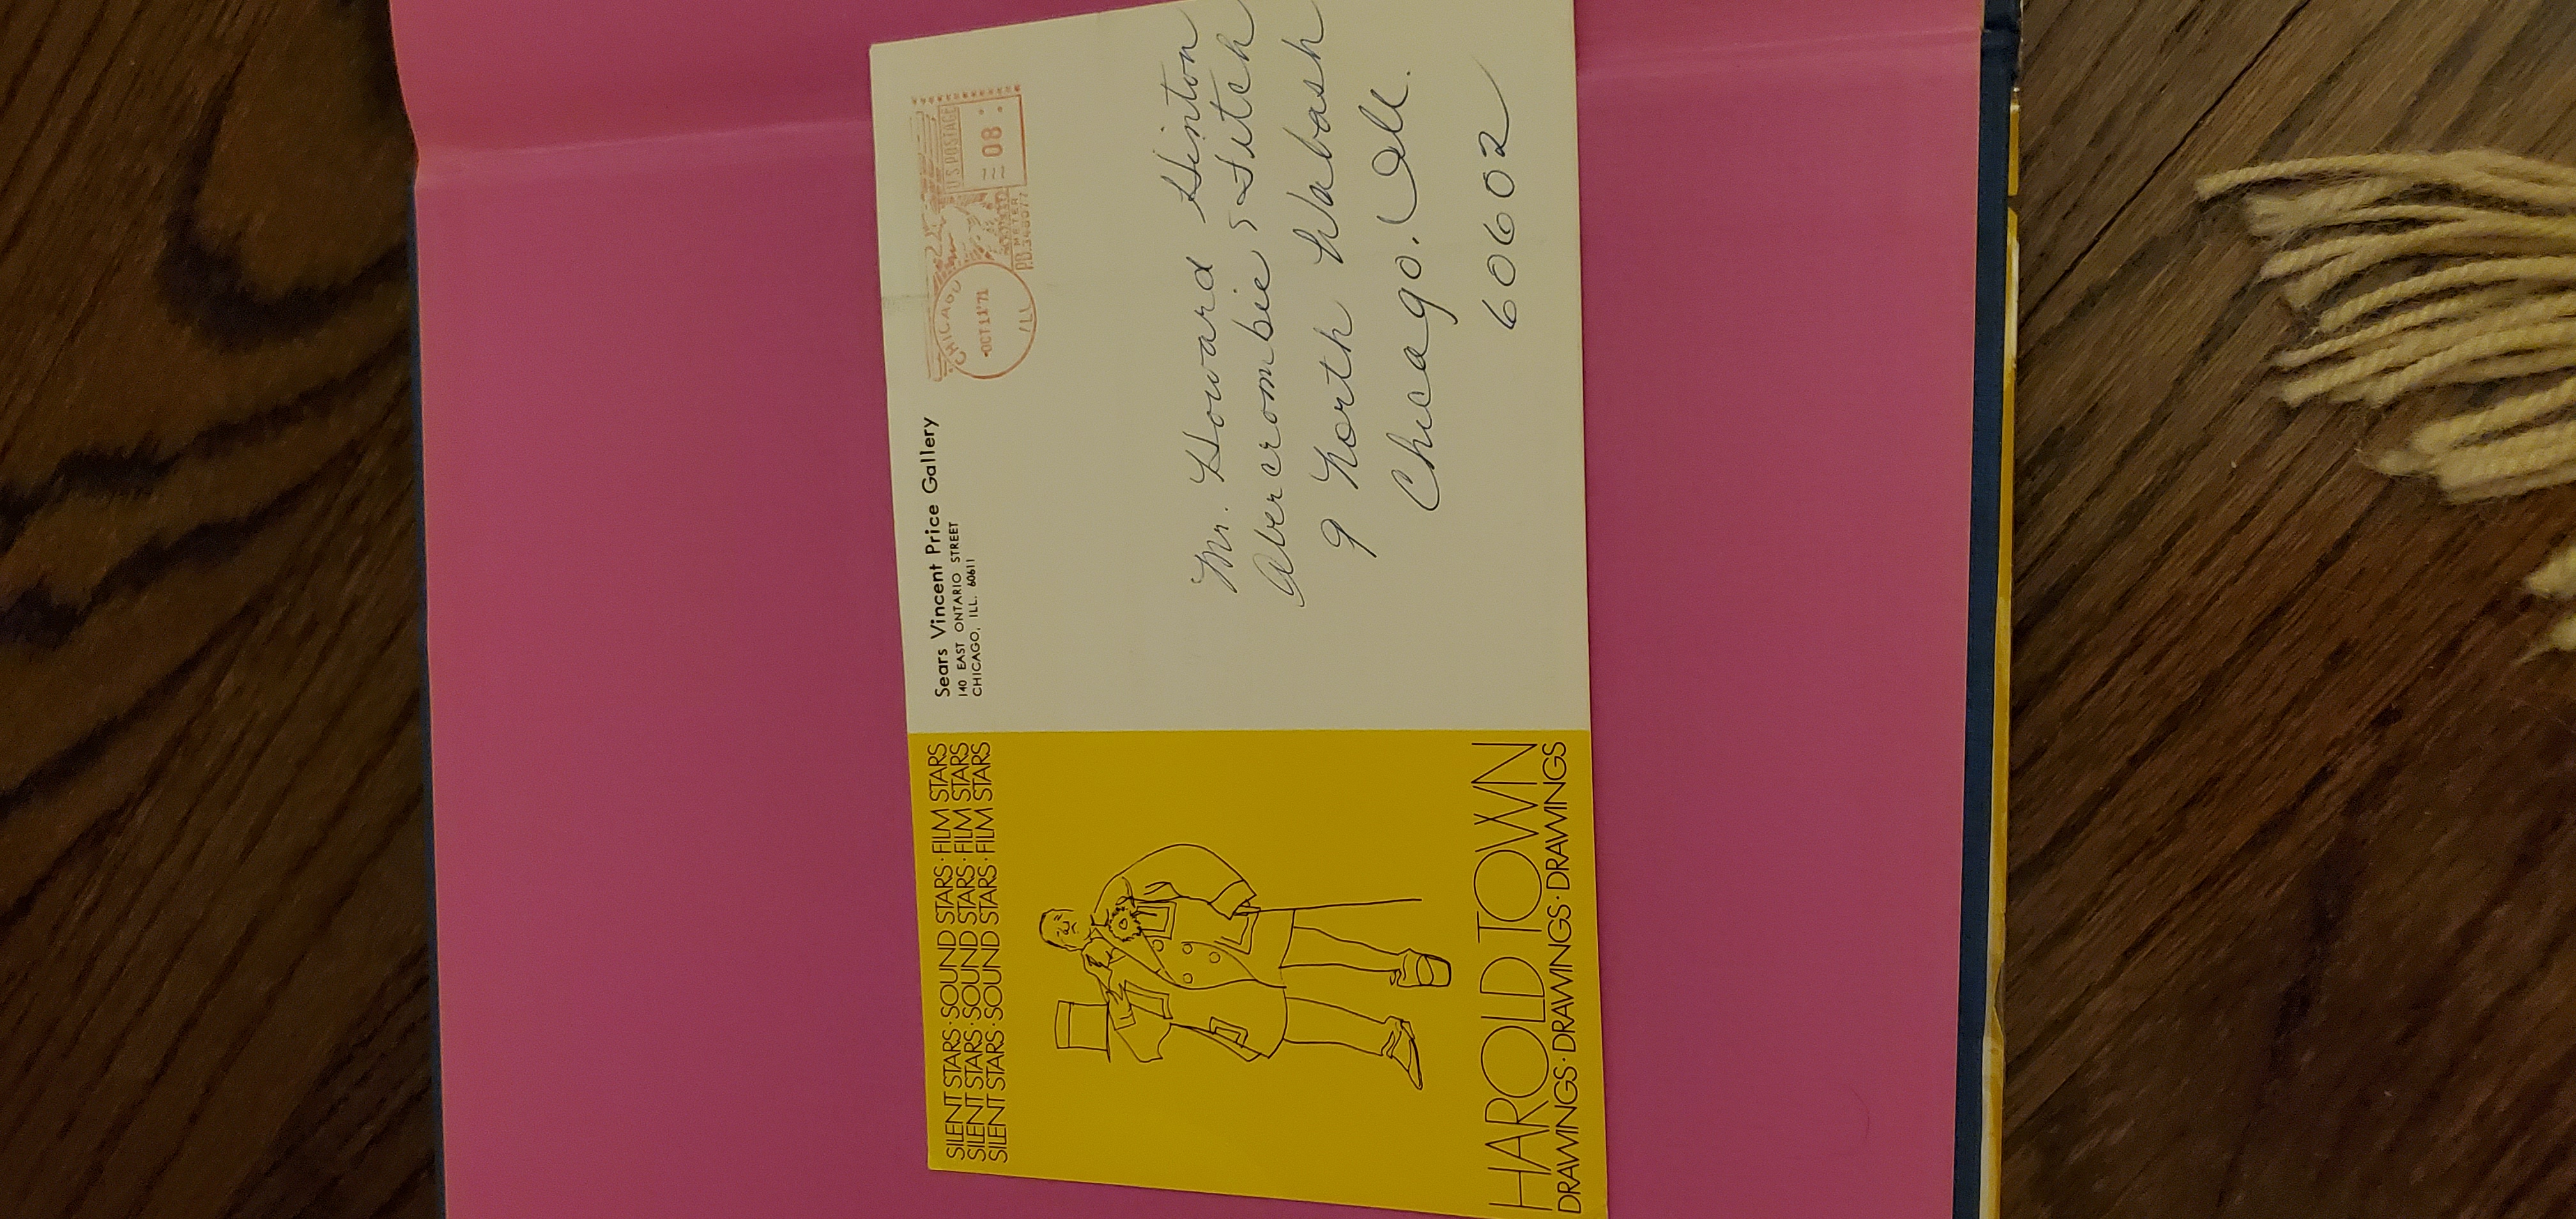 SILENT STARS · SOUND STARS · FILM STARS
SILENT STARS · SOUND STARS · FILM STARS
SILENT STARS · SOUND STARS · FILM STARS
HAROLD TOWN
DRAWINGS · DRAWINGS · DRAWINGS
Sears Vincent Price Gallery
140 EAST ONTARIO STREET
CHICAGO, ILL. 60611
CHICAGO
OCT 11 '71
ILL
U.S. POSTAGE
08
P.B. METER
Mr. Howard Hinton
Abercrombie & Fitch
9 North Wabash
Chicago. Ill.
60602